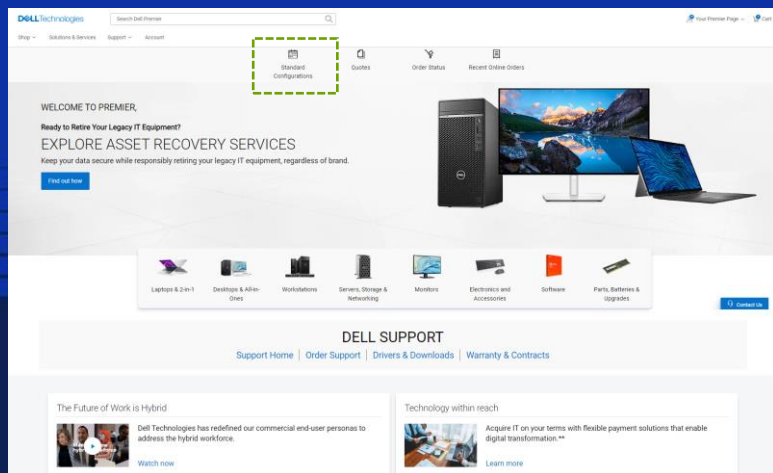 DELLTechnologies
Search Dell Premier
Your Premier Page
Cart
Shop
Solutions & Services
Support
Account
Standard
Configurations
Quotes
Order Status
Recent Online Orders
WELCOME TO PREMIER,
Ready to Retire Your Legacy IT Equipment?
EXPLORE ASSET RECOVERY SERVICES
Keep your data secure while responsibly retiring your legacy IT equipment, regardless of brand.
Find out how
Laptops & 2-in-1
Desktops & All-in-
Ones
Workstations
Servers, Storage &
Networking
Monitors
Electronics and
Accessories
Software
Parts, Batteries &
Upgrades
Contact Us
DELL SUPPORT
Support Home | Order Support | Drivers & Downloads | Warranty & Contracts
The Future of Work is Hybrid
Dell Technologies has redefined our commercial end-user personas to
address the hybrid workforce.
Watch now
Technology within reach
Acquire IT on your terms with flexible payment solutions that enable
digital transformation.**
Learn more